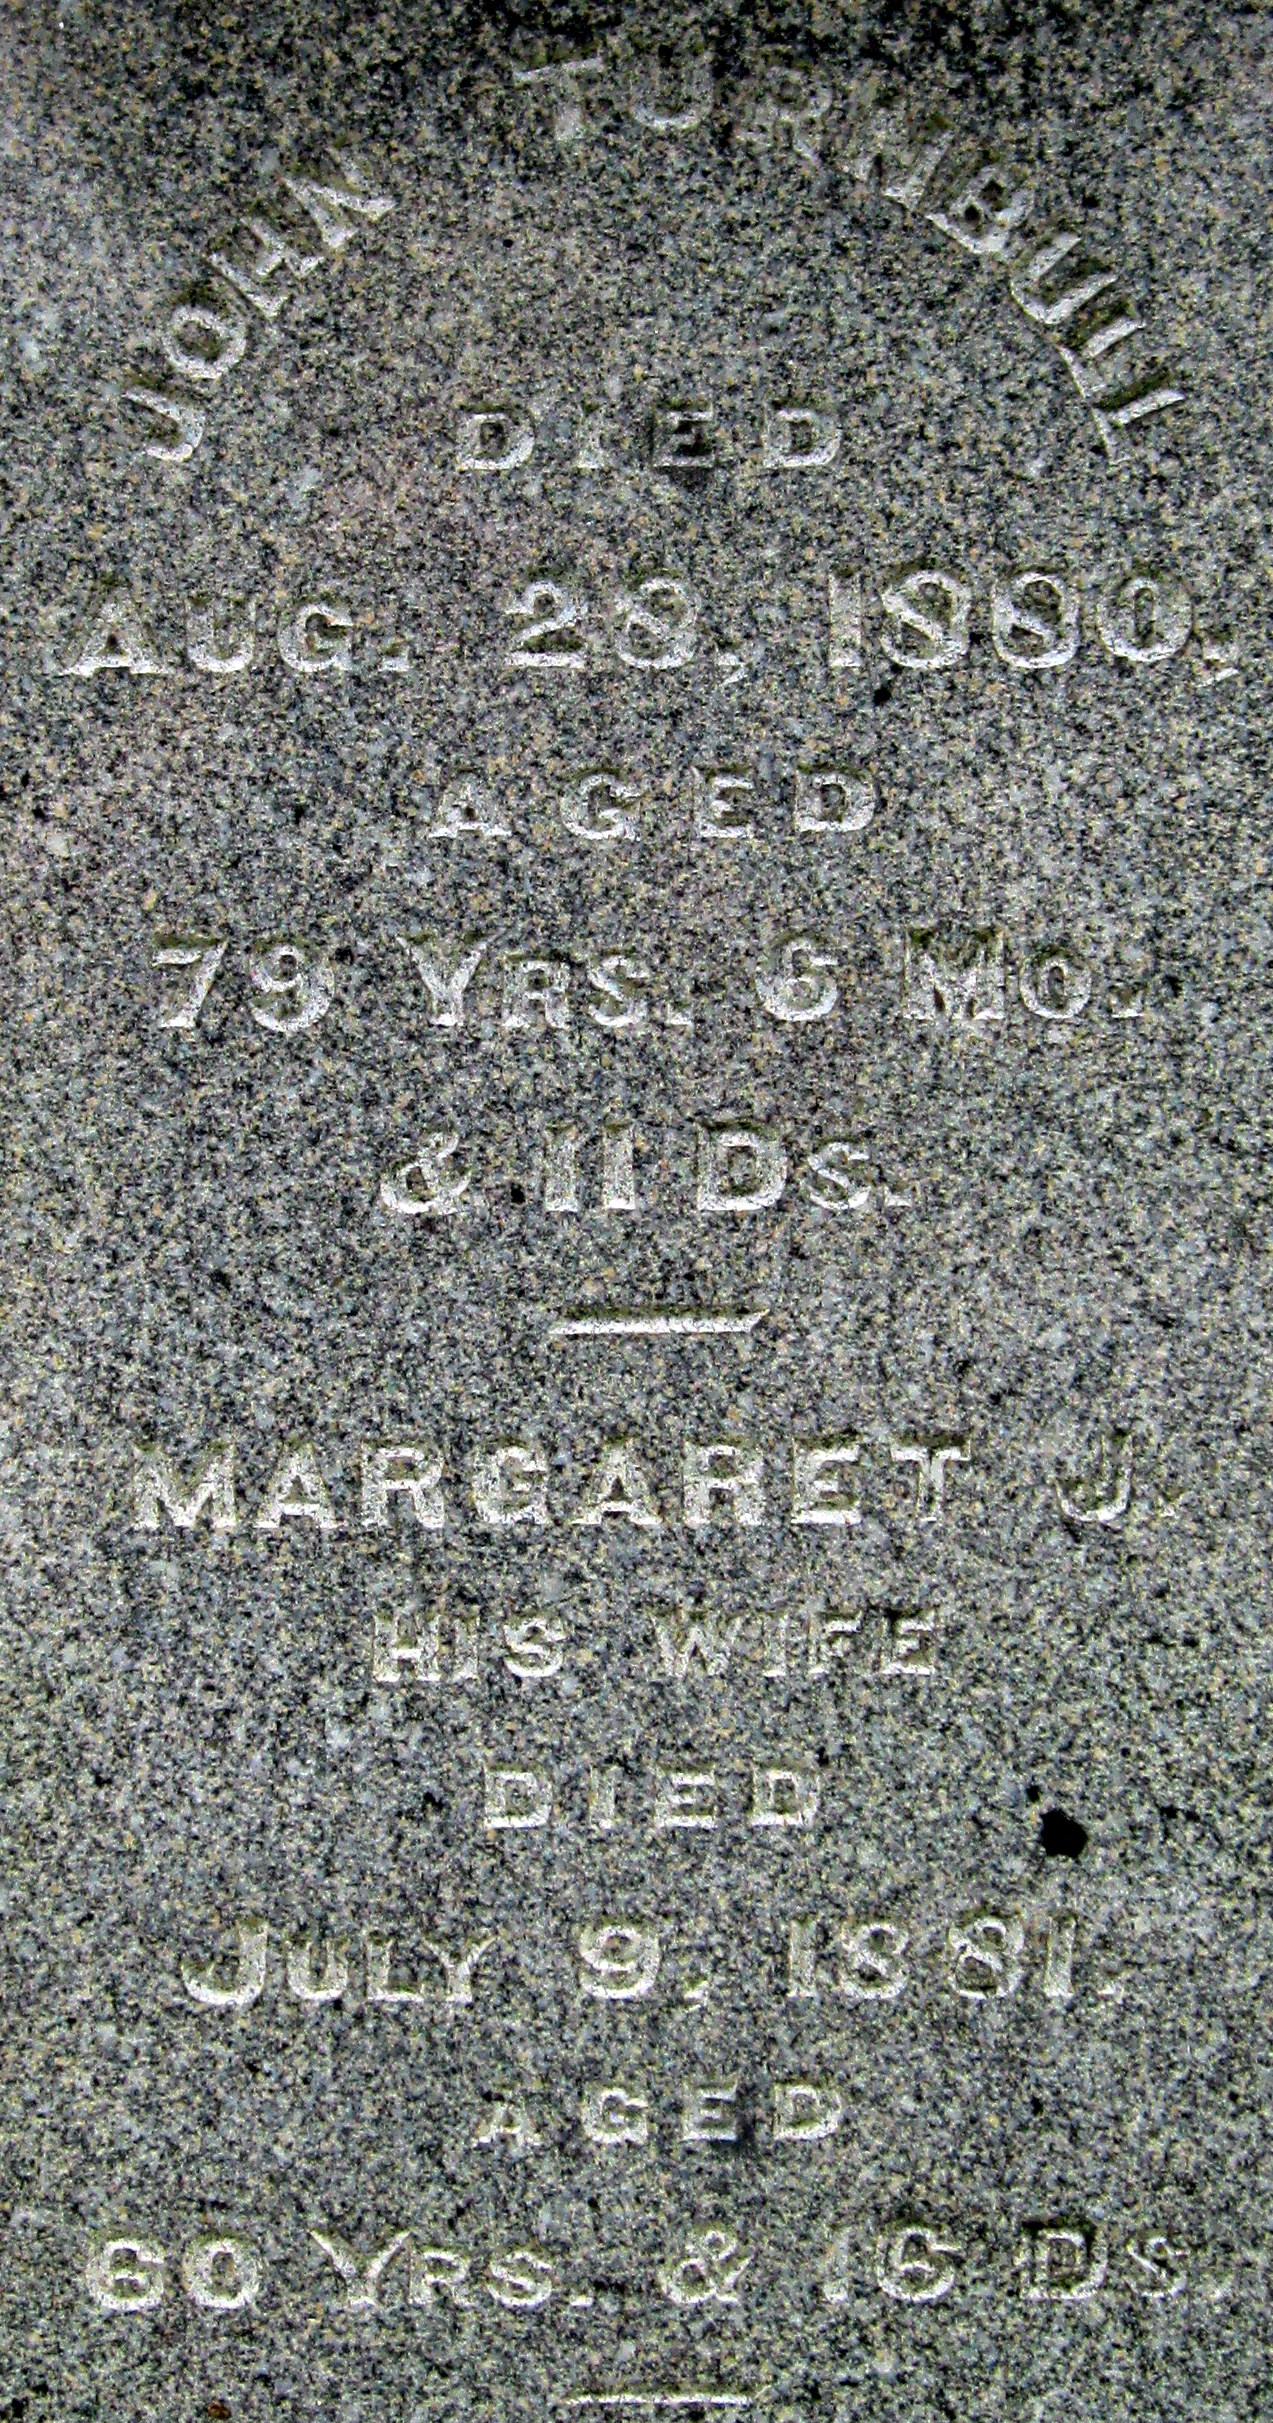 JOHN TURNBULL
DIED
AUG. 28, 1880,
AGED
79 YRS. 6 MO.
& 11 DS.
MARGARET J.
HIS WIFE
DIED
JULY 9, 1881.
AGED
60 YRS. & 16 DS.